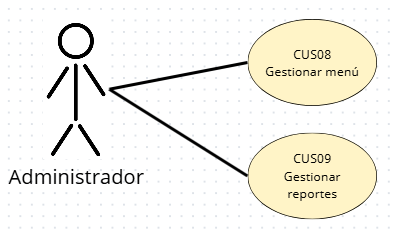 CUS08
Gestionar menú
CUS09
Gestionar
reportes
Administrador